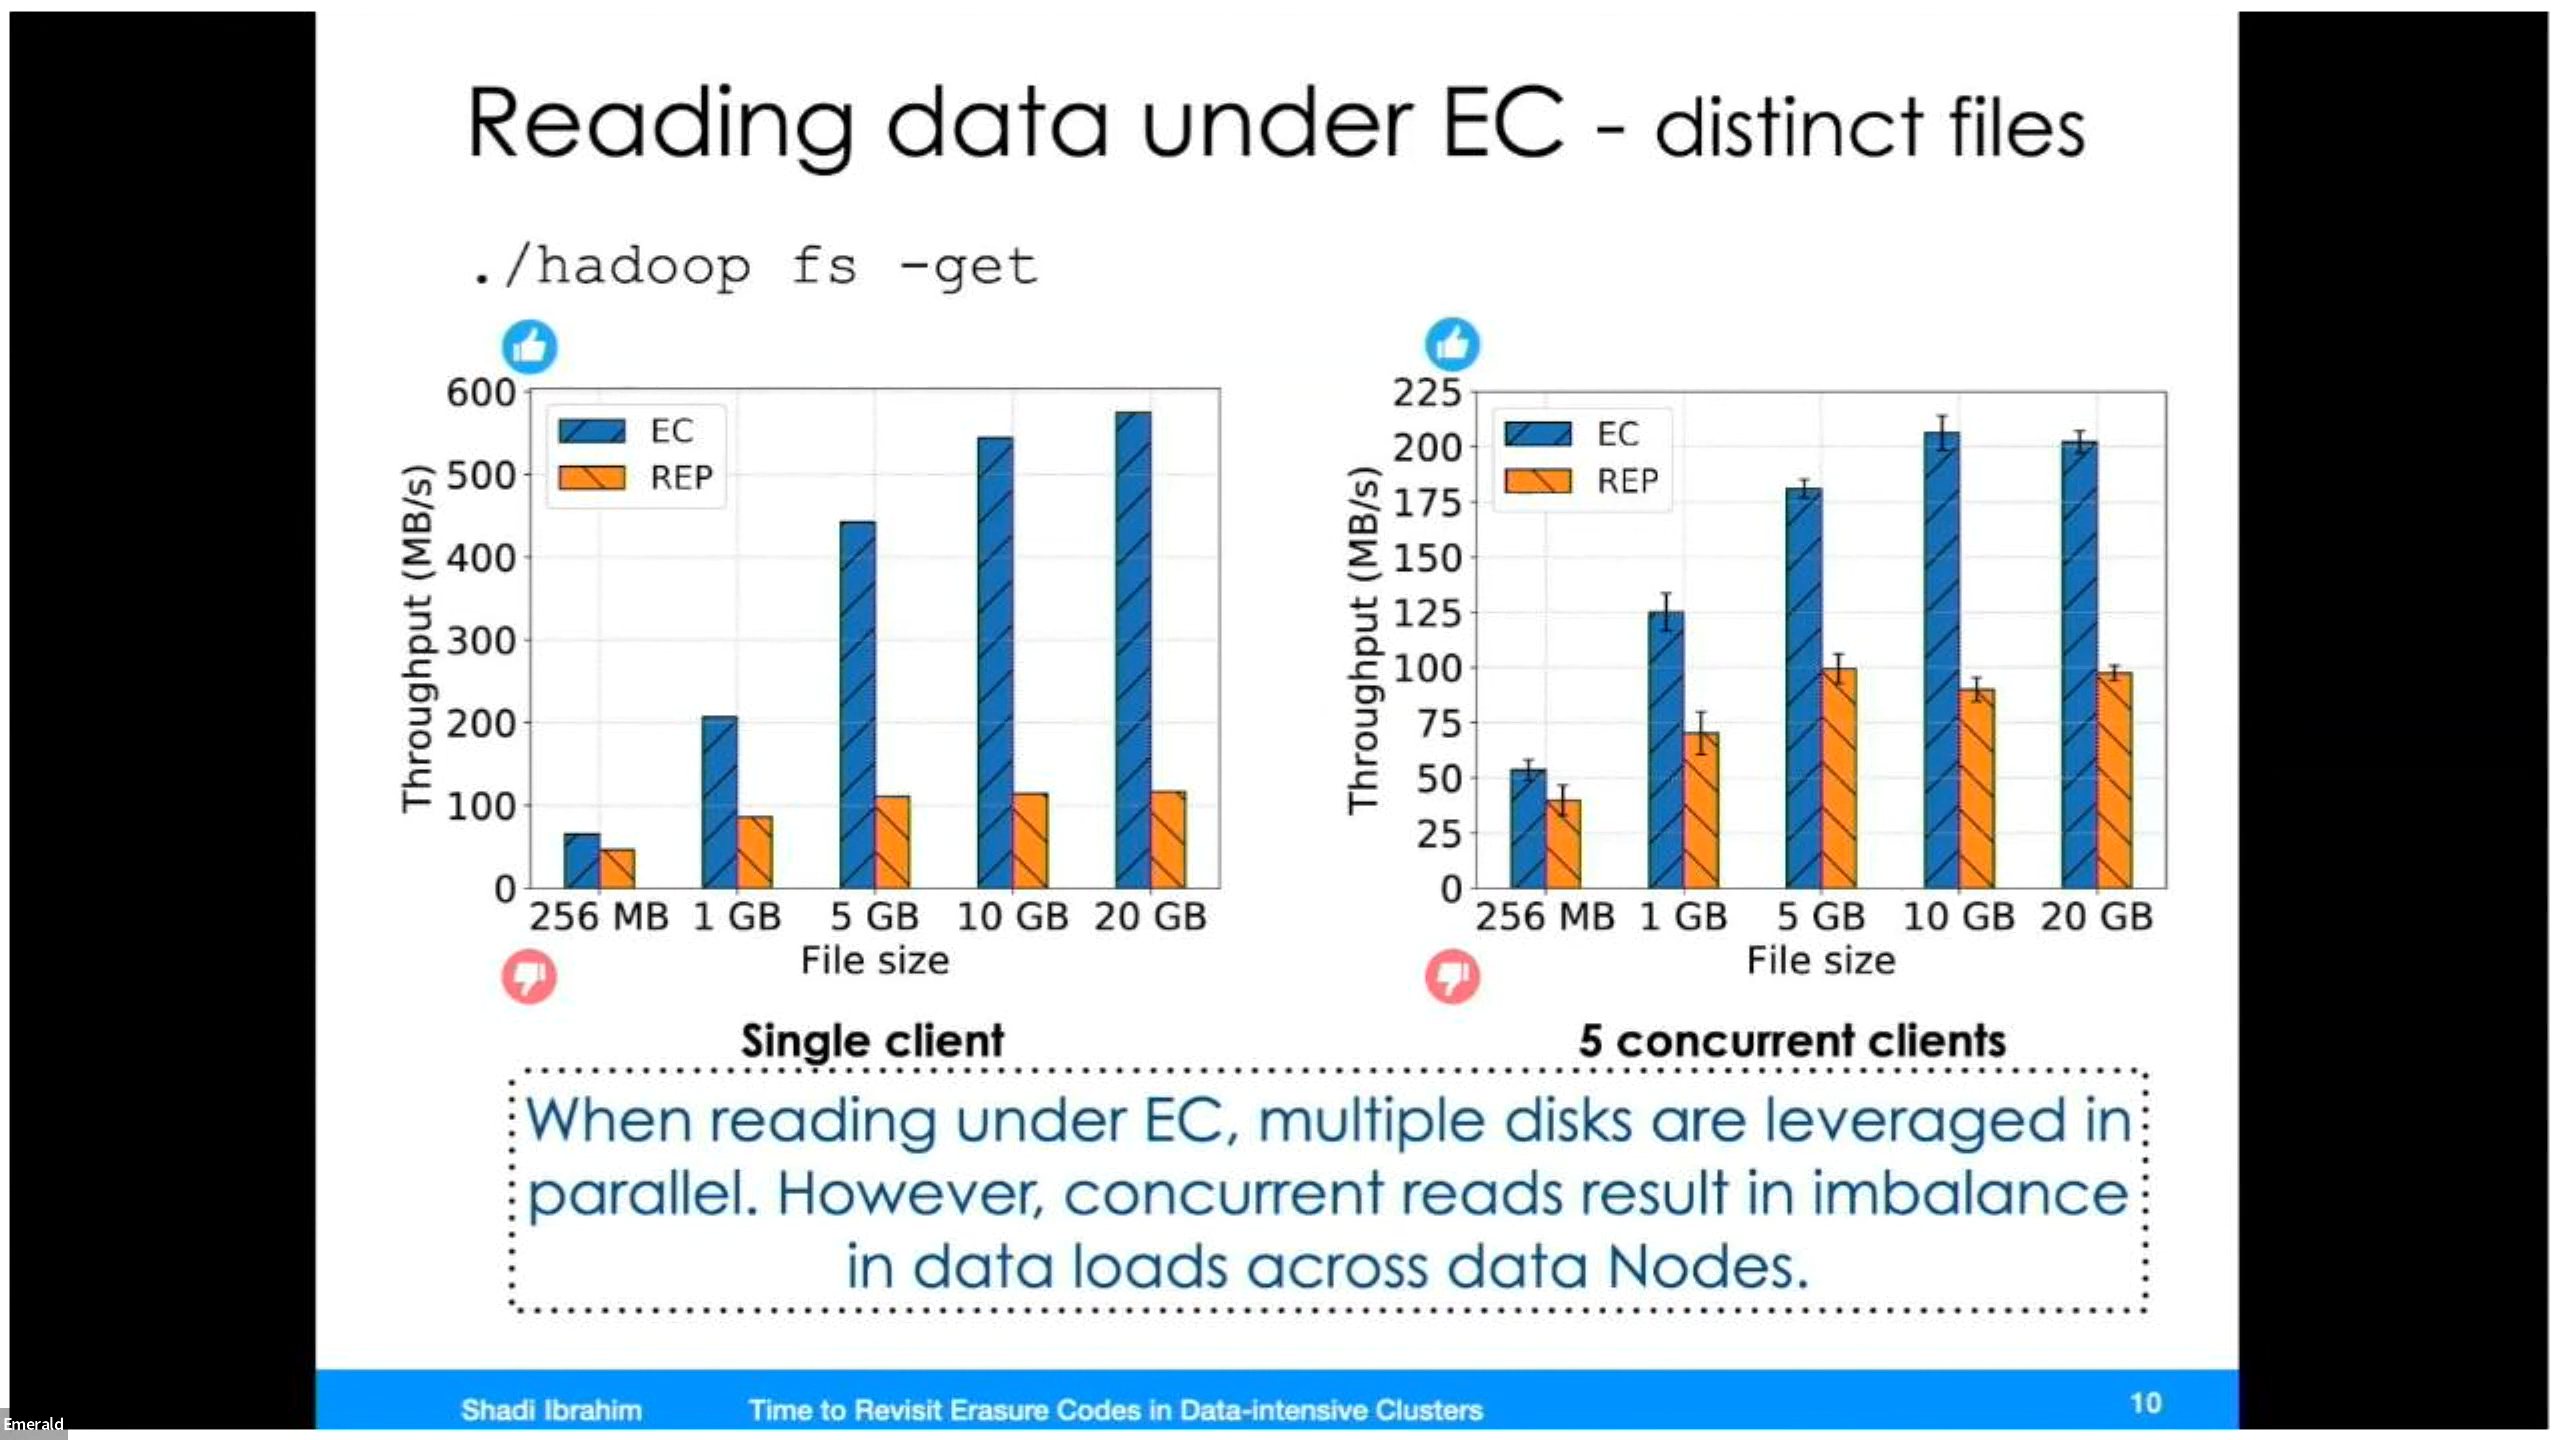 Reading data under EC - distinct files
./hadoop fs -get
600
500
400
300
200
100
0
Throughput (MB/s)
EC
REP
256 MB 1 GB 5 GB 10 GB 20 GB
File size
Single client
225
200
175
150
125
100
75
50
25
0
Throughput (MB/s)
EC
REP
256 MB 1 GB 5 GB 10 GB 20 GB
File size
5 concurrent clients
When reading under EC, multiple disks are leveraged in
parallel. However, concurrent reads result in imbalance
in data loads across data Nodes.
Shadi Ibrahim Time to Revisit Erasure Codes in Data-intensive Clusters 10
Emerald